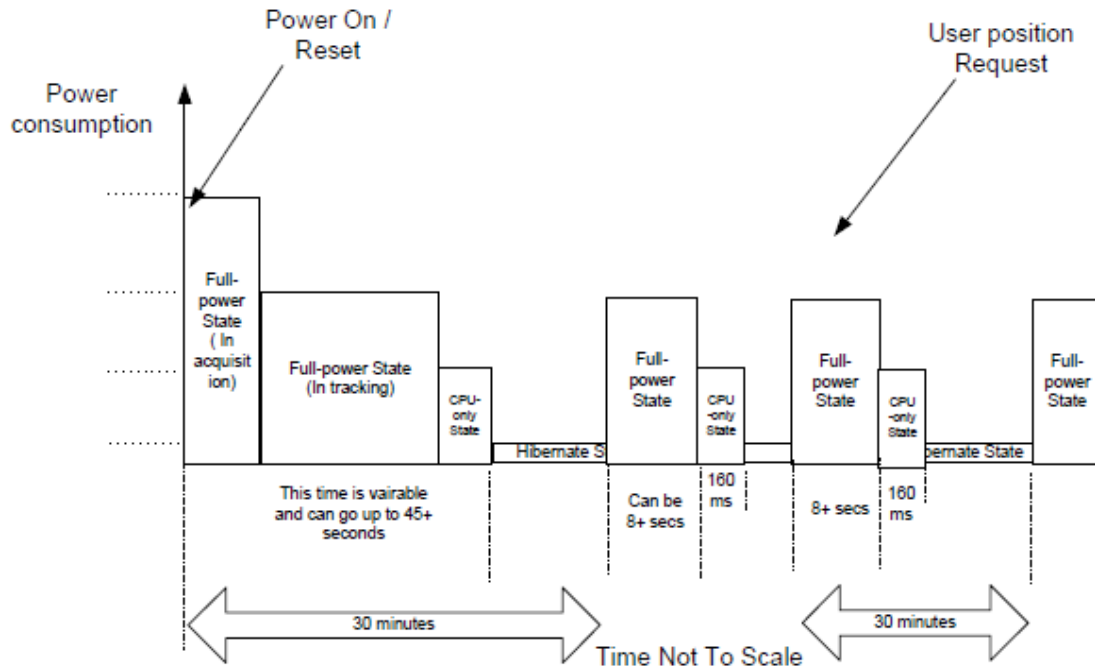 Power On /
Reset
User position
Request
Power
consumption
Full-
power
State
( In
acquisit
ion)
Full-power State
(In tracking)
CPU-
only
State
Hibernate S
Full-
power
State
CPU
-only
State
Full-
power
State
CPU
-only
State
bernate State
Full-
power
State
This time is vairable
and can go up to 45+
seconds
Can be
8+ secs
160
ms
8+ secs
160
ms
30 minutes
30 minutes
Time Not To Scale